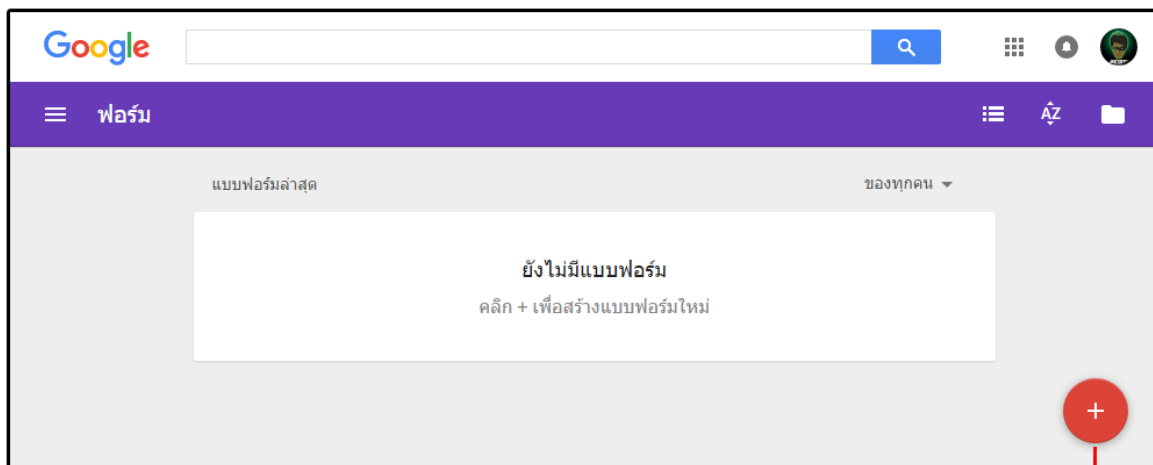 Google
ฟอร์ม
AZ
แบบฟอร์มล่าสุด
ของทุกคน
ยังไม่มีแบบฟอร์ม
คลิก + เพื่อสร้างแบบฟอร์มใหม่
+